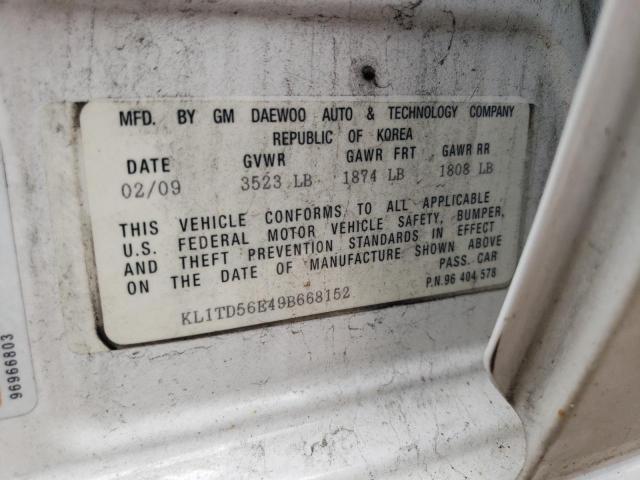 MFD. BY GM DAEWOO AUTO & TECHNOLOGY COMPANY
REPUBLIC OF KOREA
DATE GVWR GAWR FRT GAWR RR
02/09 3523 LB 1874 LB 1808 LB
THIS VEHICLE CONFORMS TO ALL APPLICABLE
U.S. FEDERAL MOTOR VEHICLE SAFETY, BUMPER,
AND THEFT PREVENTION STANDARDS IN EFFECT
ON THE DATE OF MANUFACTURE SHOWN ABOVE
PASS. CAR
P.N. 96 404 578
KL1TD56E49B668152
96966803